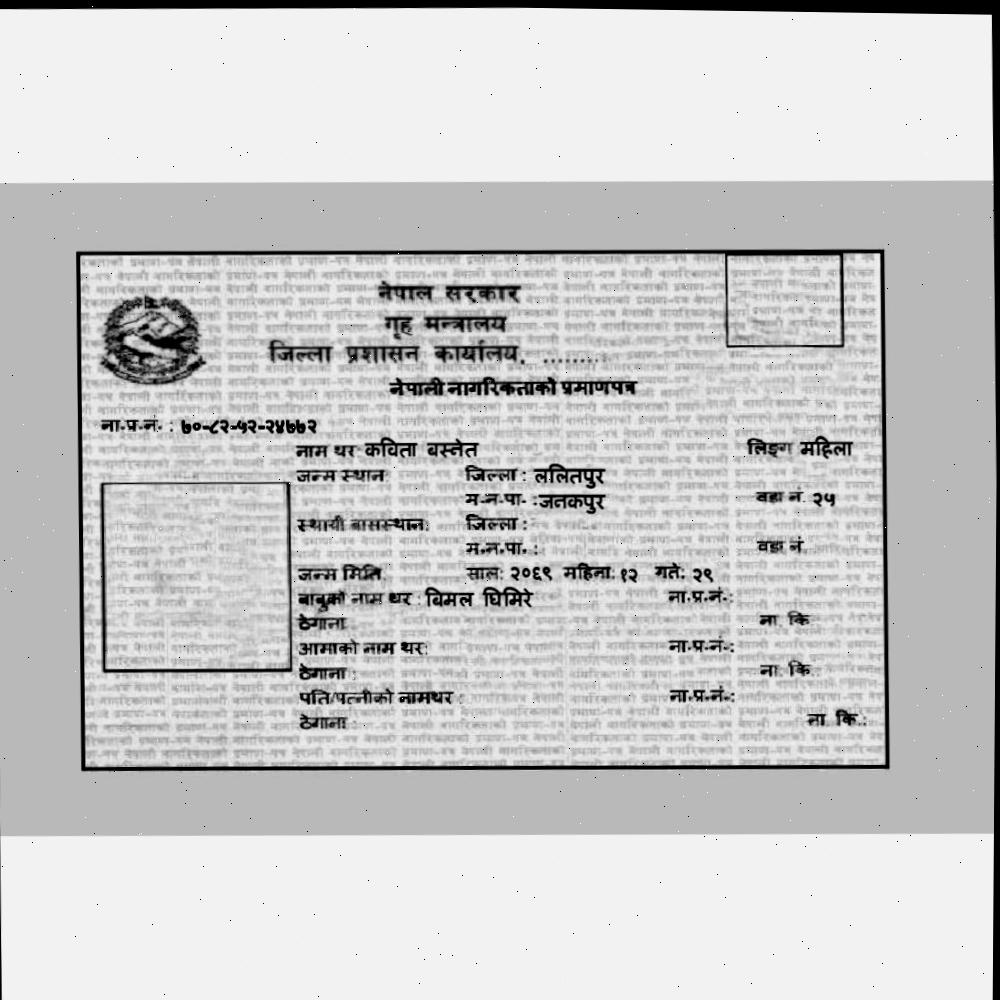 नेपाल सरकार
गृह मन्त्रालय
जिल्ला प्रशासन कार्यालय, .........
नेपाली नागरिकताको प्रमाणपत्र
ना.प्र.नं. : ७०-८२-५२-२४७७२
नाम थर कविता बस्नेत लिङ्ग महिला
जन्म स्थान जिल्ला : ललितपुर
म.न.पा. :जनकपुर वडा नं. २५
स्थायी बासस्थान: जिल्ला :
म.न.पा. : वडा नं
जन्म मिति साल: २०६९ महिना: १२ गते: २९
बाबुको नाम थर : बिमल घिमिरे ना.प्र.नं.:
ठेगाना ना. कि
आमाको नाम थर: ना.प्र.नं.:
ठेगाना : ना. कि
पति/पत्नीको नामथर : ना.प्र.नं.:
ठेगाना : ना. कि.: